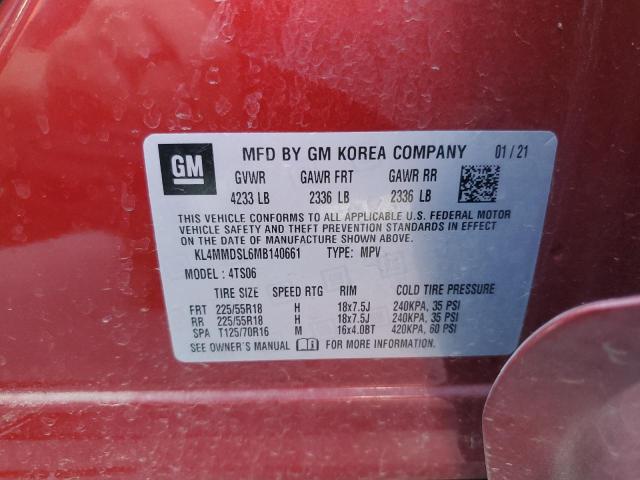 GM MFD BY GM KOREA COMPANY 01 / 21
GVWR GAWR FRT GAWR RR
4233 LB 2336 LB 2336 LB
THIS VEHICLE CONFORMS TO ALL APPLICABLE U.S. FEDERAL MOTOR
VEHICLE SAFETY AND THEFT PREVENTION STANDARDS IN EFFECT
ON THE DATE OF MANUFACTURE SHOWN ABOVE.
KL4MMDSL6MB140661 TYPE: MPV
MODEL: 4TS06
TIRE SIZE SPEED RTG RIM COLD TIRE PRESSURE
FRT 225/55R18 H 18x7.5J 240KPA, 35 PSI
RR 225/55R18 H 18x7.5J 240KPA, 35 PSI
SPA T125/70R16 M 16x4.0BT 420KPA, 60 PSI
SEE OWNER'S MANUAL FOR MORE INFORMATION.